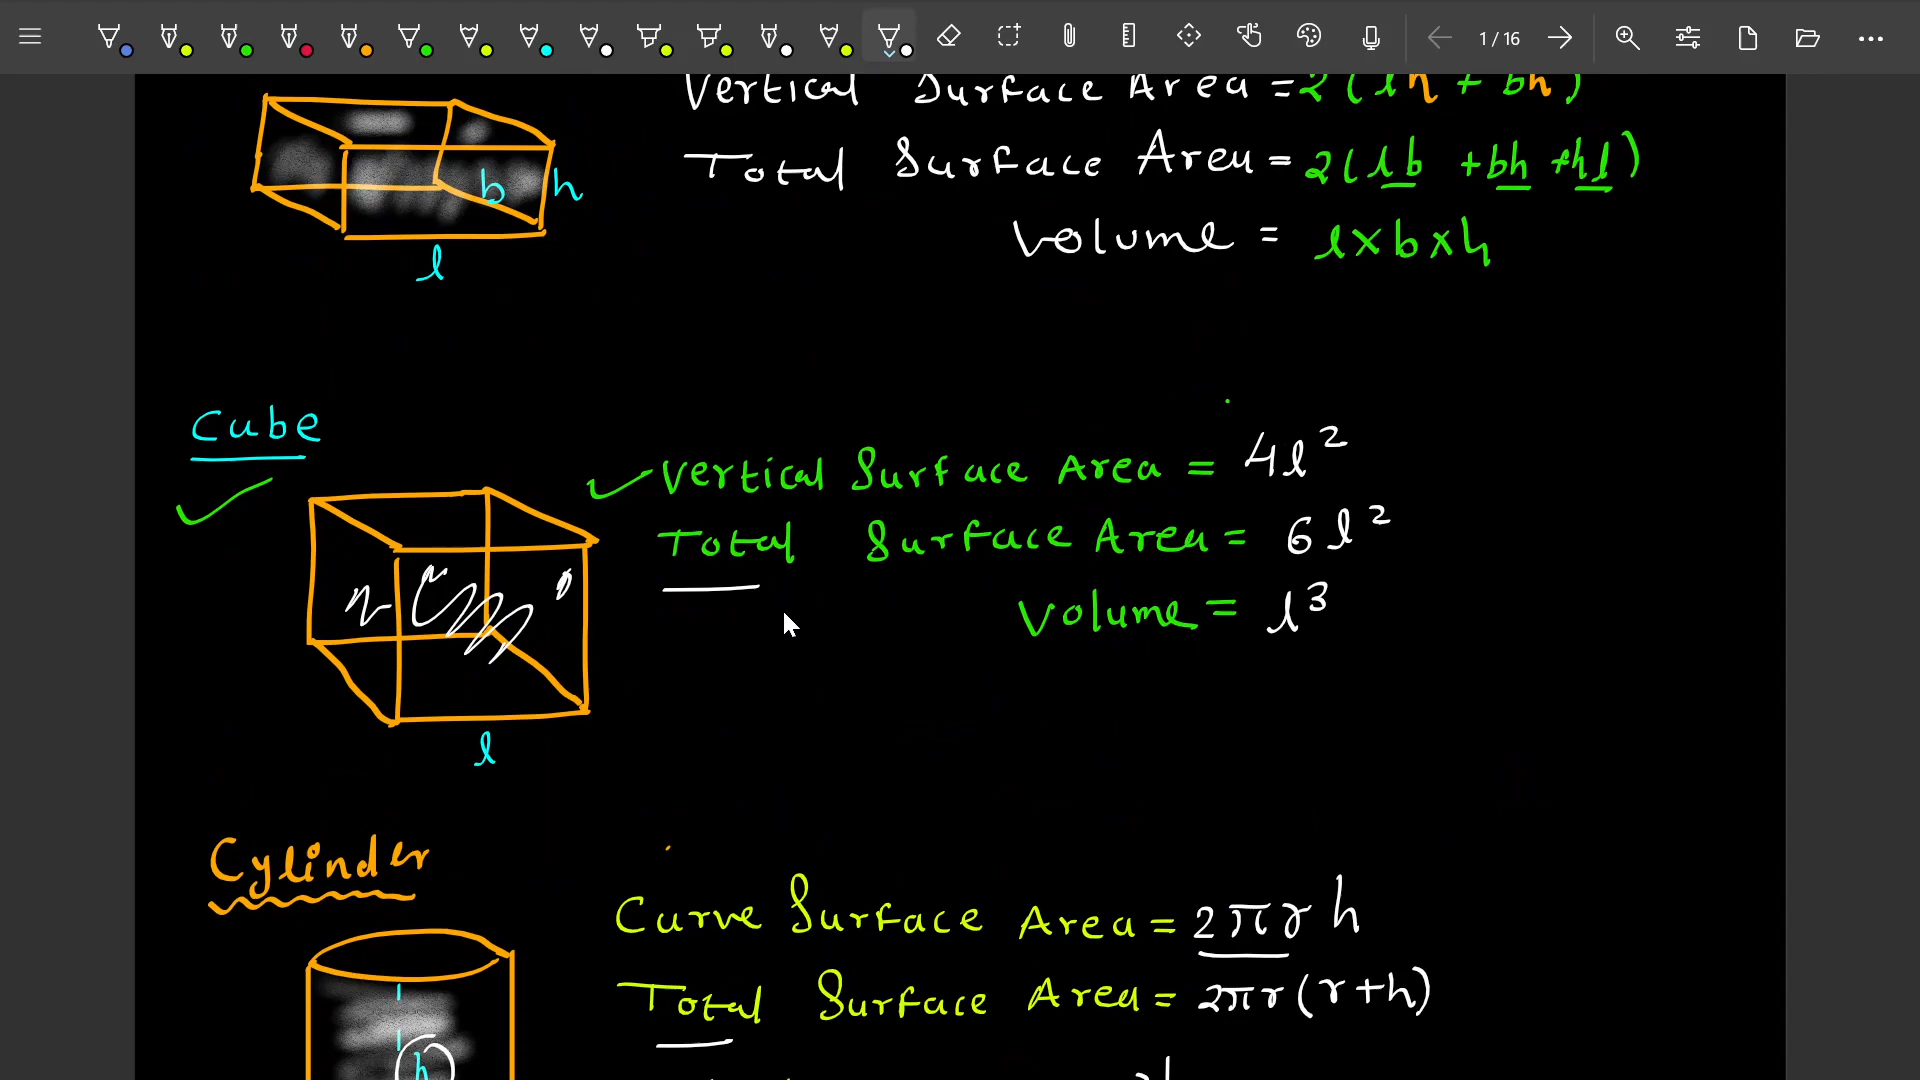 1 / 16
Vertical Surface Area = 2(lh + bh)
Total Surface Area = 2(lb + bh + hl)
b h
Volume = l×b×h
l
Cube
Vertical Surface Area = 4l²
Total Surface Area = 6l²
Volume = l³
l
Cylinder
Curve Surface Area = 2πr h
Total Surface Area = 2πr(r+h)
h